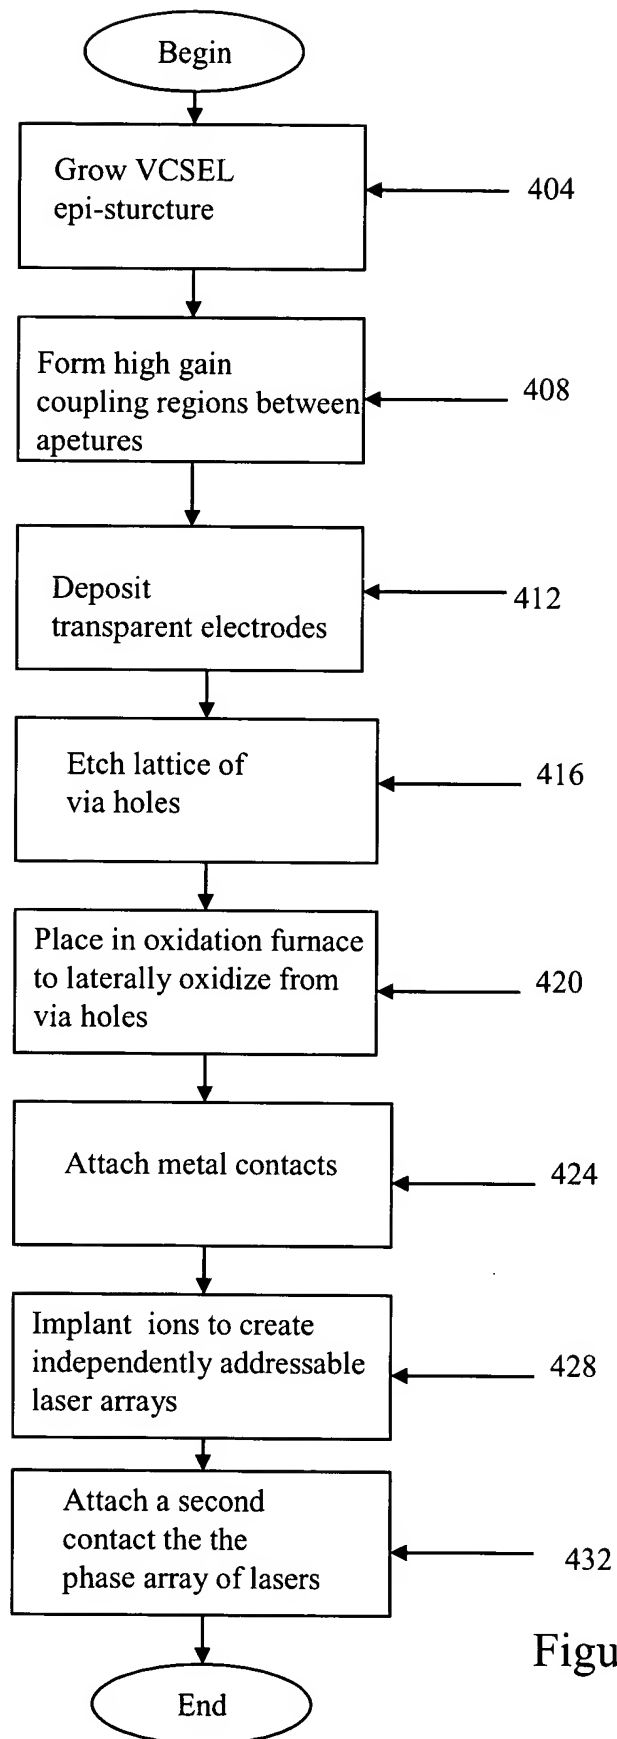 Begin
Grow VCSEL
epi-sturcture
404
Form high gain
coupling regions between
apetures
408
Deposit
transparent electrodes
412
Etch lattice of
via holes
416
Place in oxidation furnace
to laterally oxidize from
via holes
420
Attach metal contacts
424
Implant ions to create
independently addressable
laser arrays
428
Attach a second
contact the the
phase array of lasers
432
Figu
End